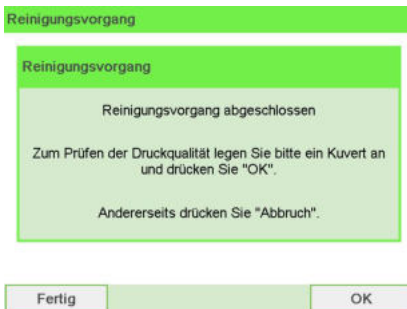 Reinigungsvorgang
Reinigungsvorgang
Reinigungsvorgang abgeschlossen
Zum Prüfen der Druckqualität legen Sie bitte ein Kuvert an
und drücken Sie "OK".
Andererseits drücken Sie "Abbruch".
Fertig
OK